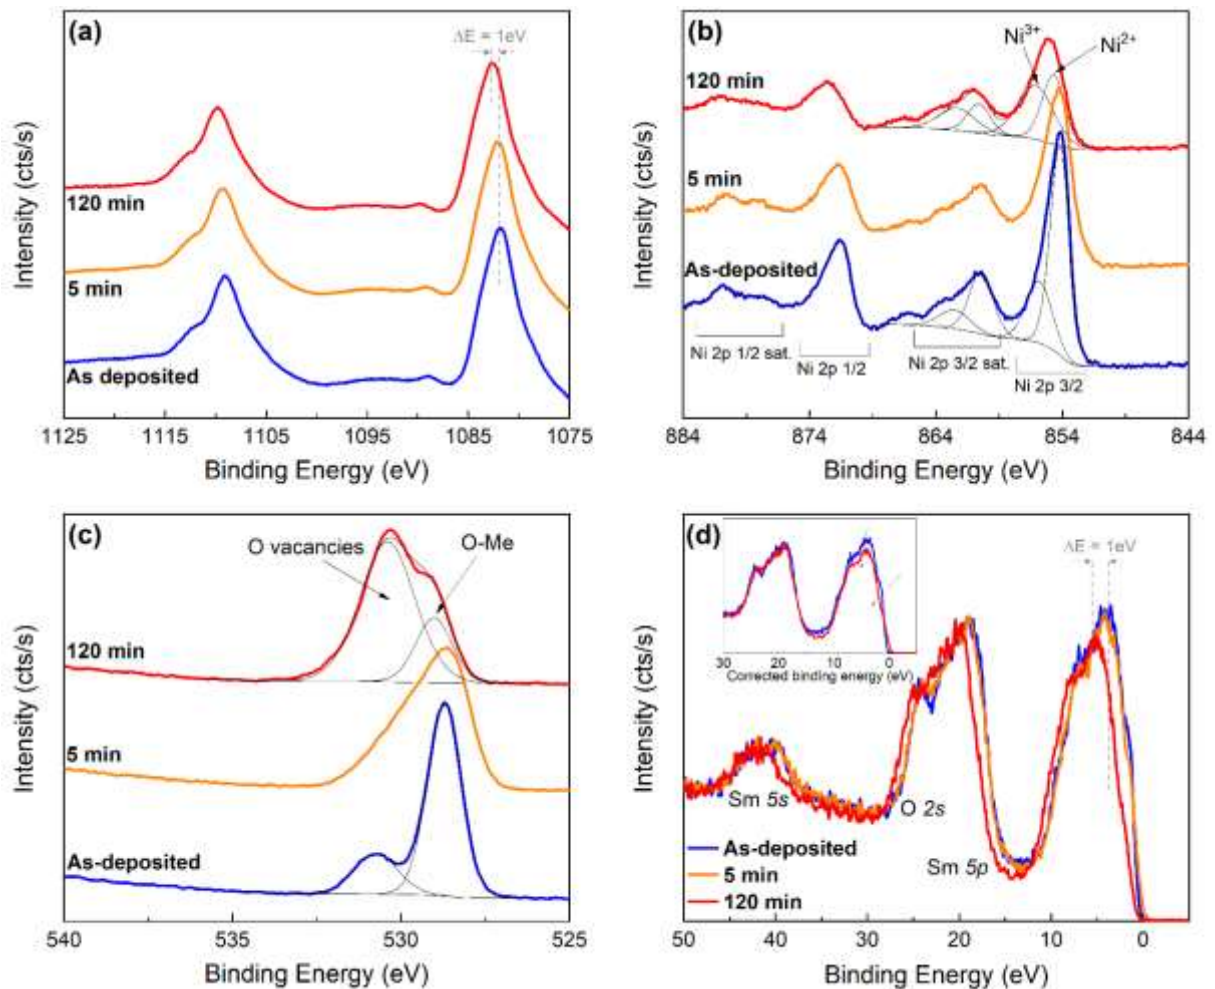 (a)
ΔE = 1eV
120 min
5 min
As deposited
Intensity (cts/s)
1125 1115 1105 1095 1085 1075
Binding Energy (eV)
(b)
Ni3+
Ni2+
120 min
5 min
As-deposited
Ni 2p 1/2 sat.
Ni 2p 1/2
Ni 2p 3/2 sat.
Ni 2p 3/2
Intensity (cts/s)
884 874 864 854 844
Binding Energy (eV)
(c)
O vacancies
O-Me
120 min
5 min
As-deposited
Intensity (cts/s)
540 535 530 525
Binding Energy (eV)
(d)
ΔE = 1eV
30 20 10 0
Corrected binding energy (eV)
Sm 5s
O 2s
Sm 5p
As-deposited
5 min
120 min
Intensity (cts/s)
50 40 30 20 10 0
Binding Energy (eV)